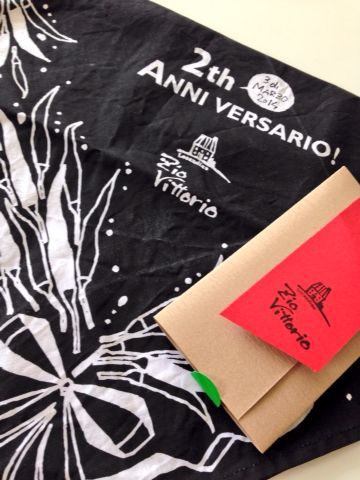 2th
3 di
MARZO
2014
ANNI VERSARIO!
Zio
Vittorio
Zio
Vittorio